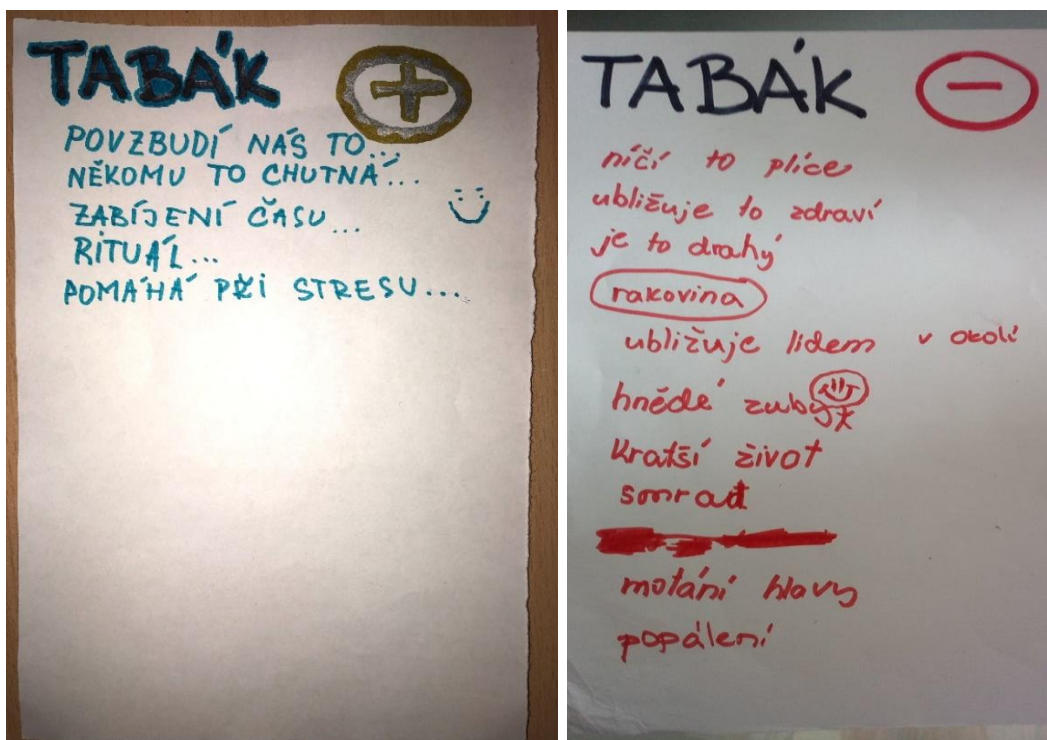 TABÁK +
POVZBUDÍ NÁS TO...
NĚKOMU TO CHUTNÁ...
ZABÍJENÍ ČASU...
RITUÁL...
POMÁHÁ PŘI STRESU...
TABÁK -
níčí to plíce
ubližuje to zdraví
je to drahý
rakovina
ubližuje lidem v okolí
hnědé zuby
Kratší život
smrad
motání hlavy
popálení